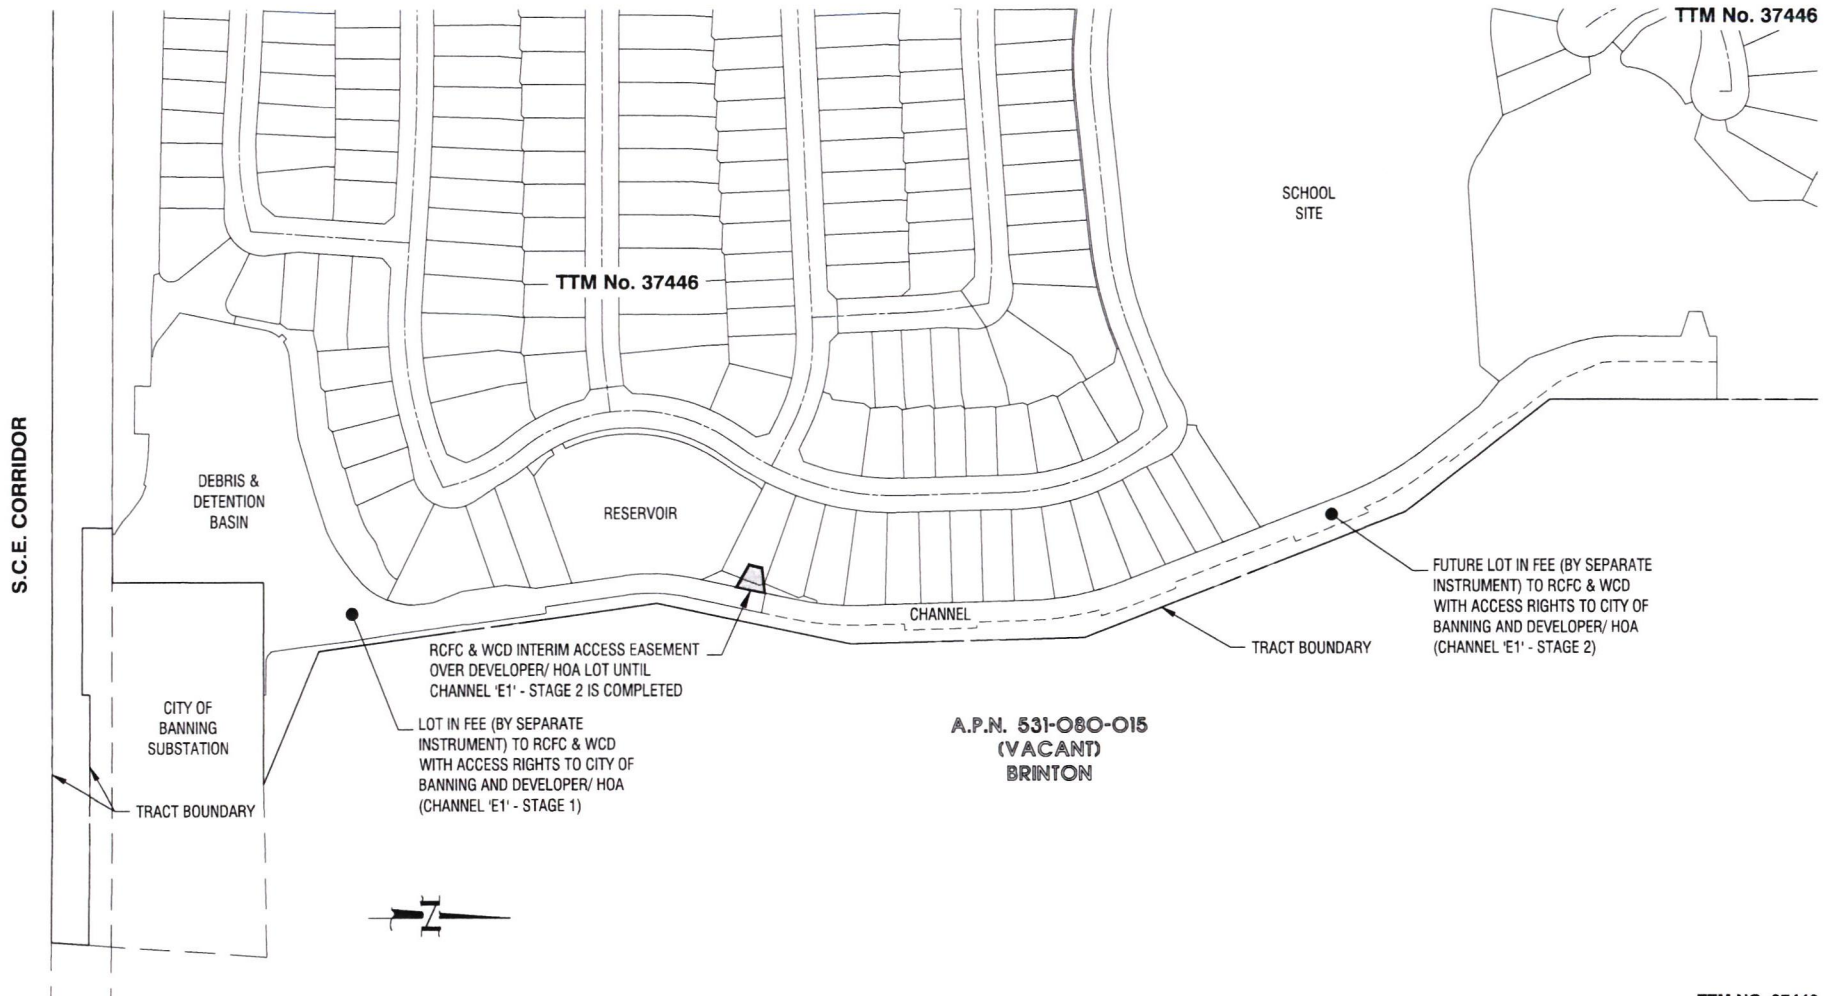 TTM No. 37446
SCHOOL
SITE
TTM No. 37446
S.C.E. CORRIDOR
DEBRIS &
DETENTION
BASIN
RESERVOIR
CHANNEL
FUTURE LOT IN FEE (BY SEPARATE
INSTRUMENT) TO RCFC & WCD
WITH ACCESS RIGHTS TO CITY OF
BANNING AND DEVELOPER/ HOA
(CHANNEL 'E1' - STAGE 2)
TRACT BOUNDARY
RCFC & WCD INTERIM ACCESS EASEMENT
OVER DEVELOPER/ HOA LOT UNTIL
CHANNEL 'E1' - STAGE 2 IS COMPLETED
CITY OF
BANNING
SUBSTATION
LOT IN FEE (BY SEPARATE
INSTRUMENT) TO RCFC & WCD
WITH ACCESS RIGHTS TO CITY OF
BANNING AND DEVELOPER/ HOA
(CHANNEL 'E1' - STAGE 1)
A.P.N. 531-080-015
(VACANT)
BRINTON
TRACT BOUNDARY
N